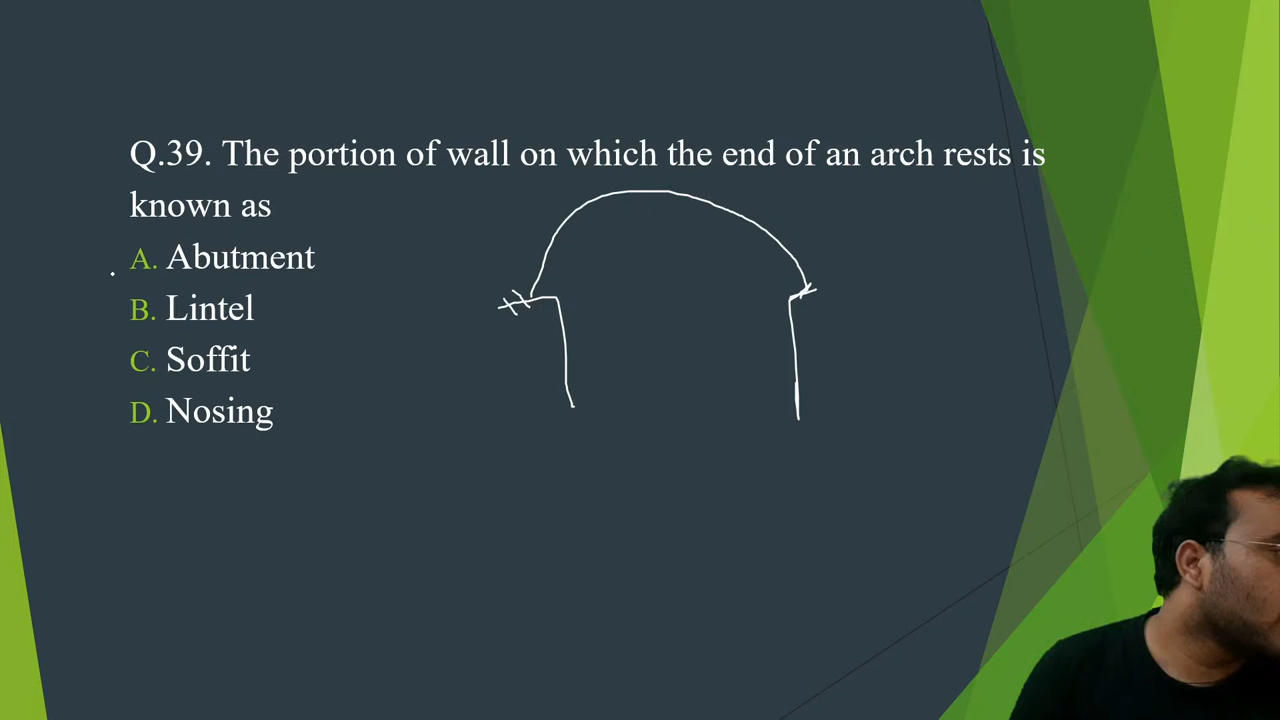 Q.39. The portion of wall on which the end of an arch rests is
known as
A. Abutment
B. Lintel
C. Soffit
D. Nosing